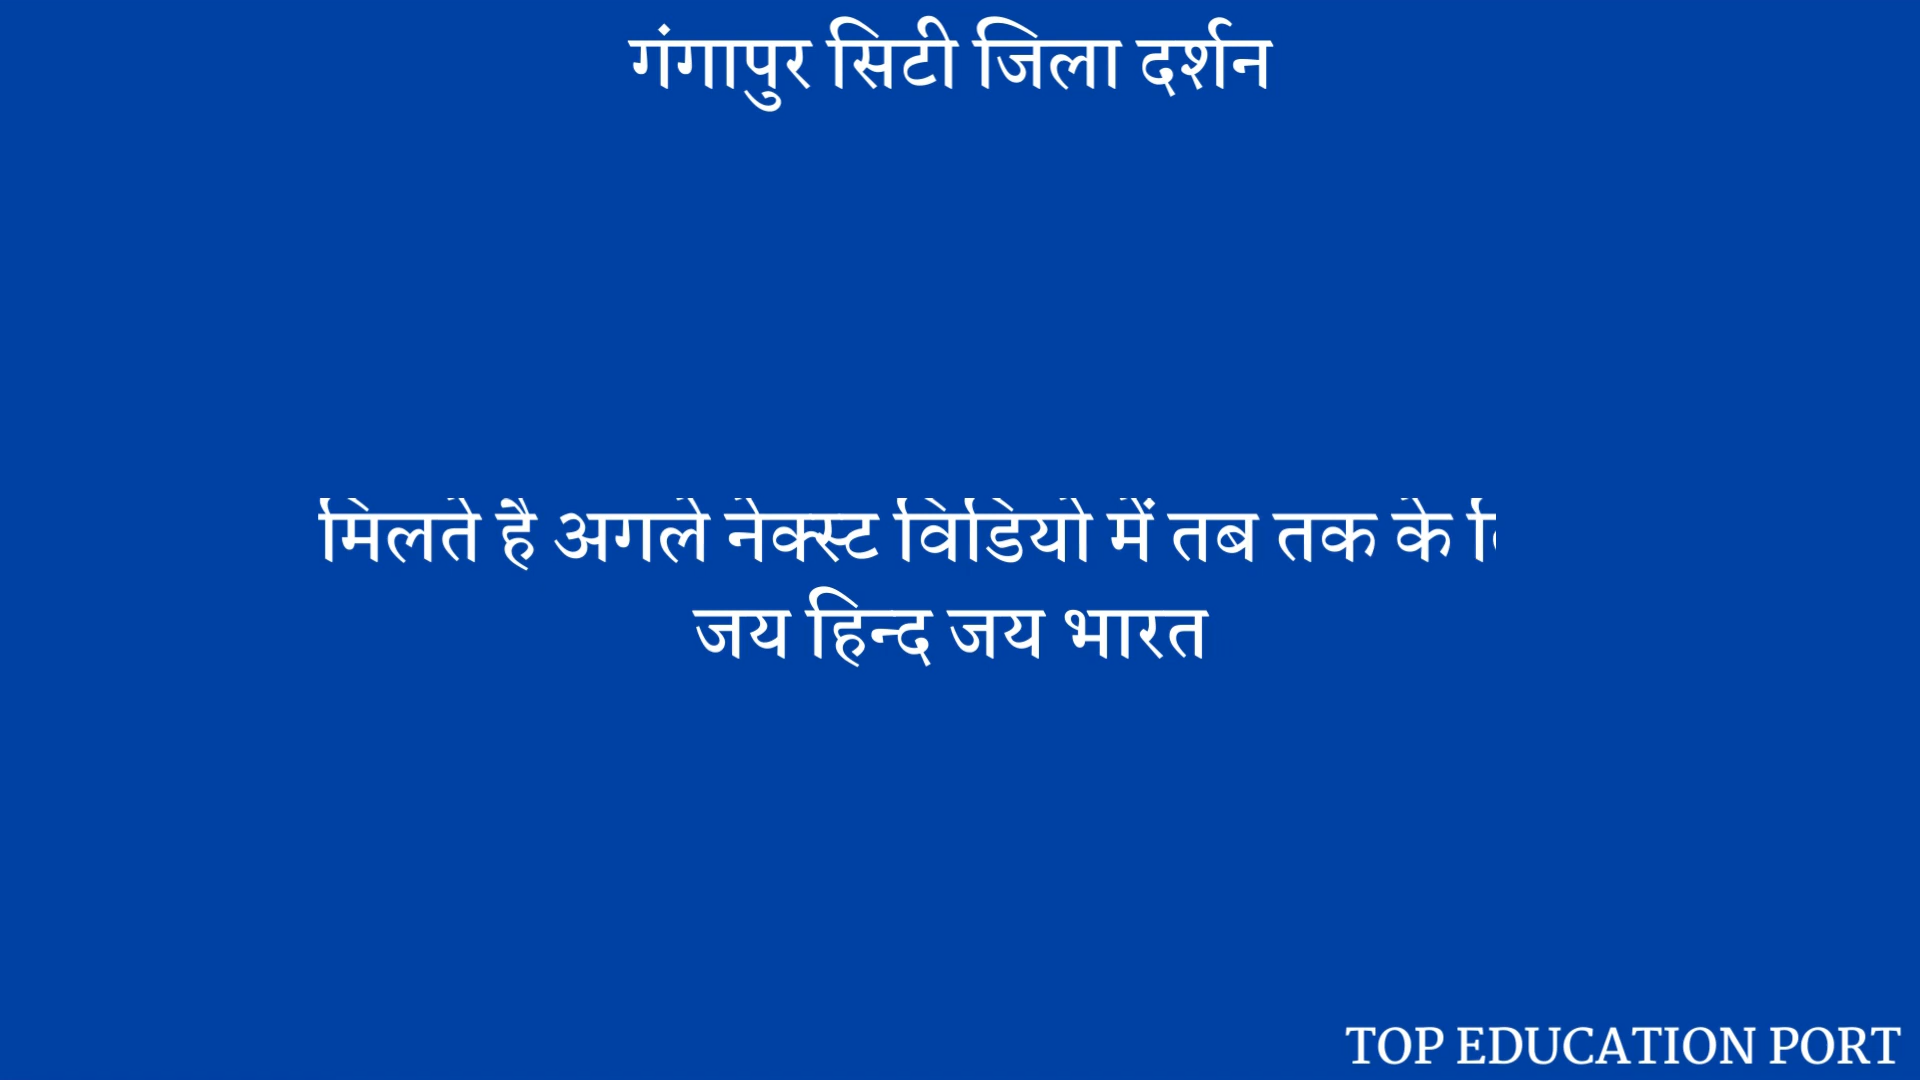 गंगापुर सिटी जिला दर्शन
मिलते है अगले नेक्स्ट विडियो में तब तक के
जय हिन्द जय भारत
TOP EDUCATION PORT